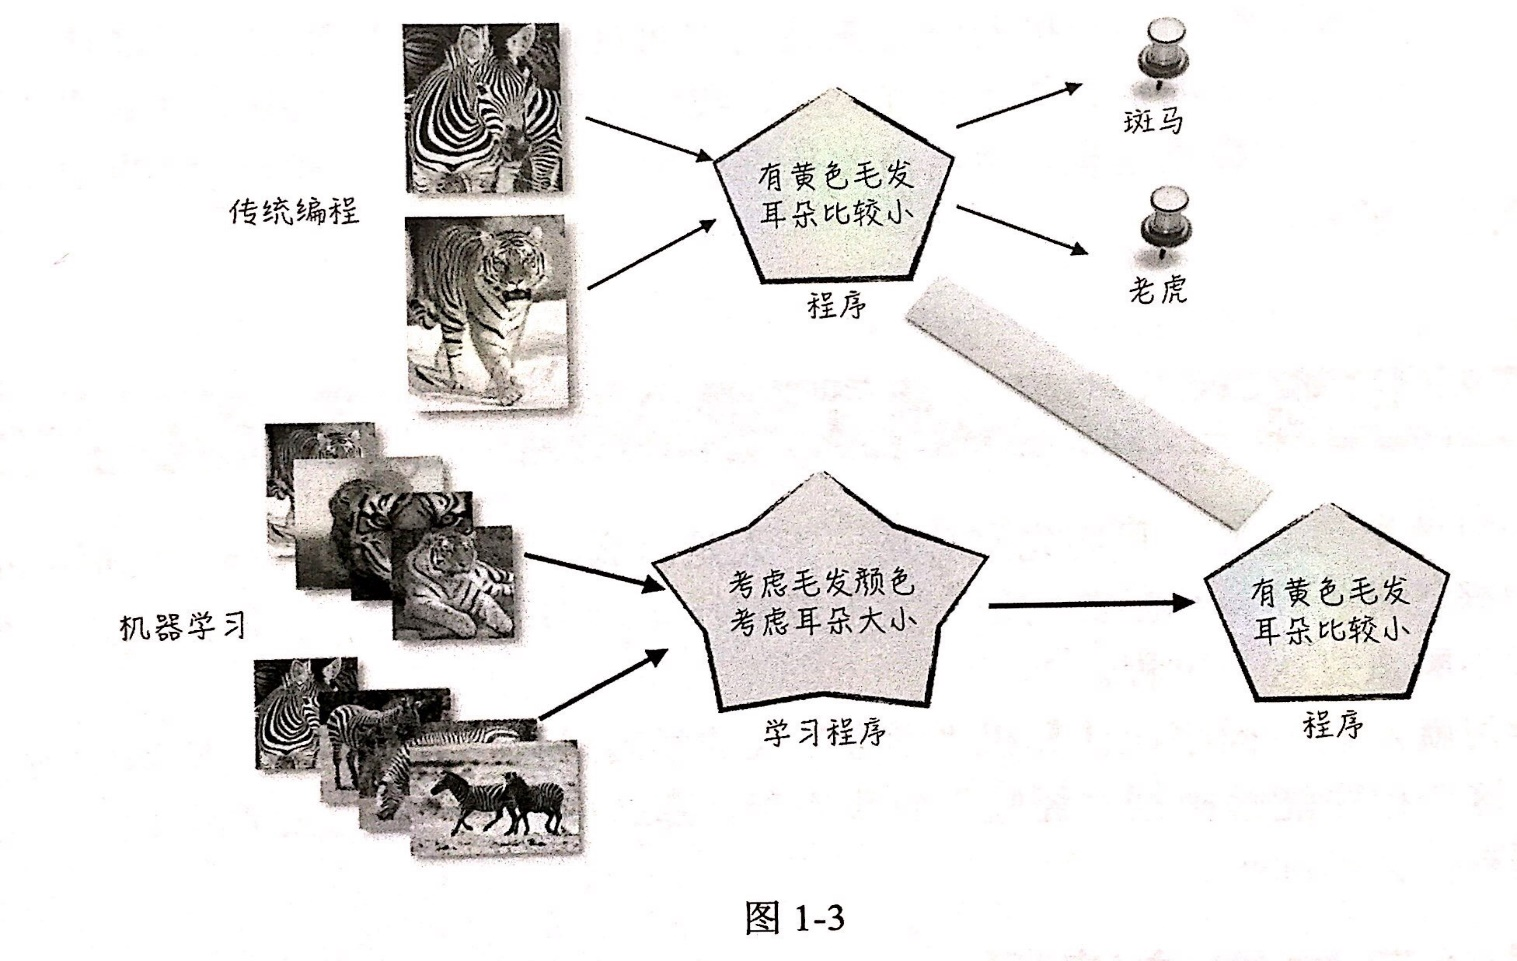 斑马
传统编程
有黄色毛发
耳朵比较小
程序
老虎
机器学习
考虑毛发颜色
考虑耳朵大小
学习程序
有黄色毛发
耳朵比较小
程序
图 1-3